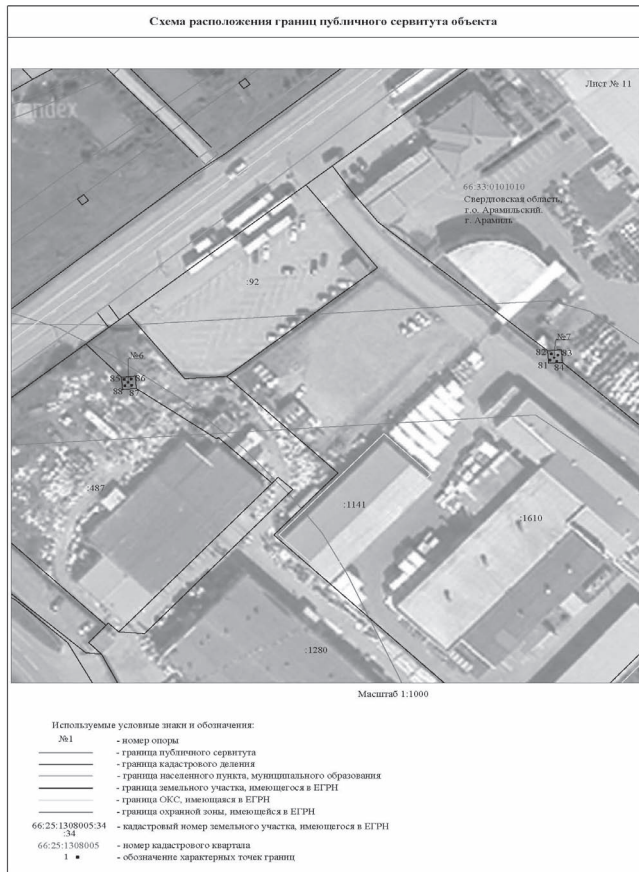 Схема расположения границ публичного сервитута объекта
Лист № 11
66:33:0101010
Свердловская область,
г.о. Арамильский.
г. Арамиль
:92
№7
82 83
81 84
№6
85 86
88 87
:487
:1141
:1610
:1280
Масштаб 1:1000
Используемые условные знаки и обозначения:
№1 - номер опоры
- граница публичного сервитута
- граница кадастрового деления
- граница населенного пункта, муниципального образования
- граница земельного участка, имеющегося в ЕГРН
- граница ОКС, имеющаяся в ЕГРН
- граница охранной зоны, имеющейся в ЕГРН
66:25:1308005:34 - кадастровый номер земельного участка, имеющегося в ЕГРН
:34
66:25:1308005 - номер кадастрового квартала
1 - обозначение характерных точек границ